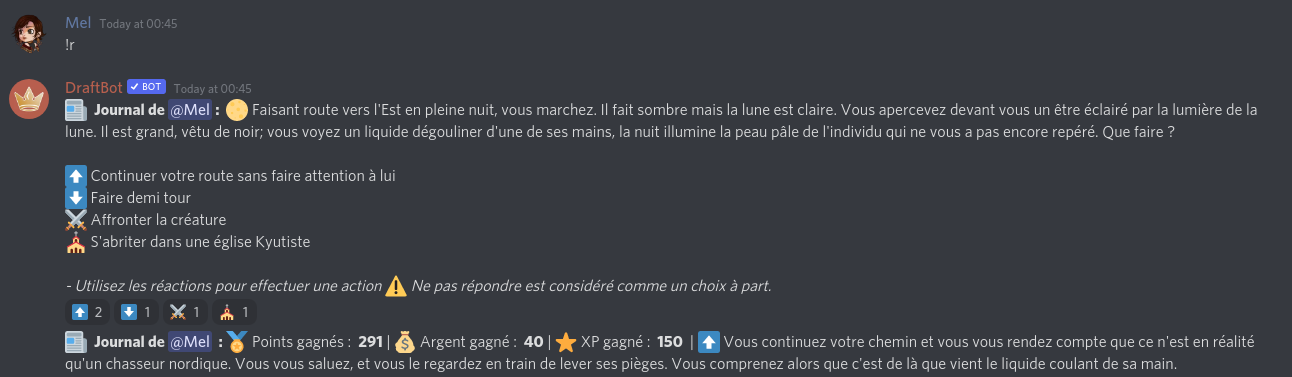 Mel Today at 00:45
!r
DraftBot ✓ BOT Today at 00:45
Journal de @Mel : Faisant route vers l'Est en pleine nuit, vous marchez. Il fait sombre mais la lune est claire. Vous apercevez devant vous un être éclairé par la lumière de la
lune. Il est grand, vêtu de noir; vous voyez un liquide dégouliner d'une de ses mains, la nuit illumine la peau pâle de l'individu qui ne vous a pas encore repéré. Que faire ?
Continuer votre route sans faire attention à lui
Faire demi tour
Affronter la créature
S'abriter dans une église Kyutiste
- Utilisez les réactions pour effectuer une action ⚠️ Ne pas répondre est considéré comme un choix à part.
2 1 1 1
Journal de @Mel : Points gagnés : 291 | Argent gagné : 40 | XP gagné : 150 | Vous continuez votre chemin et vous vous rendez compte que ce n'est en réalité
qu'un chasseur nordique. Vous vous saluez, et vous le regardez en train de lever ses pièges. Vous comprenez alors que c'est de là que vient le liquide coulant de sa main.